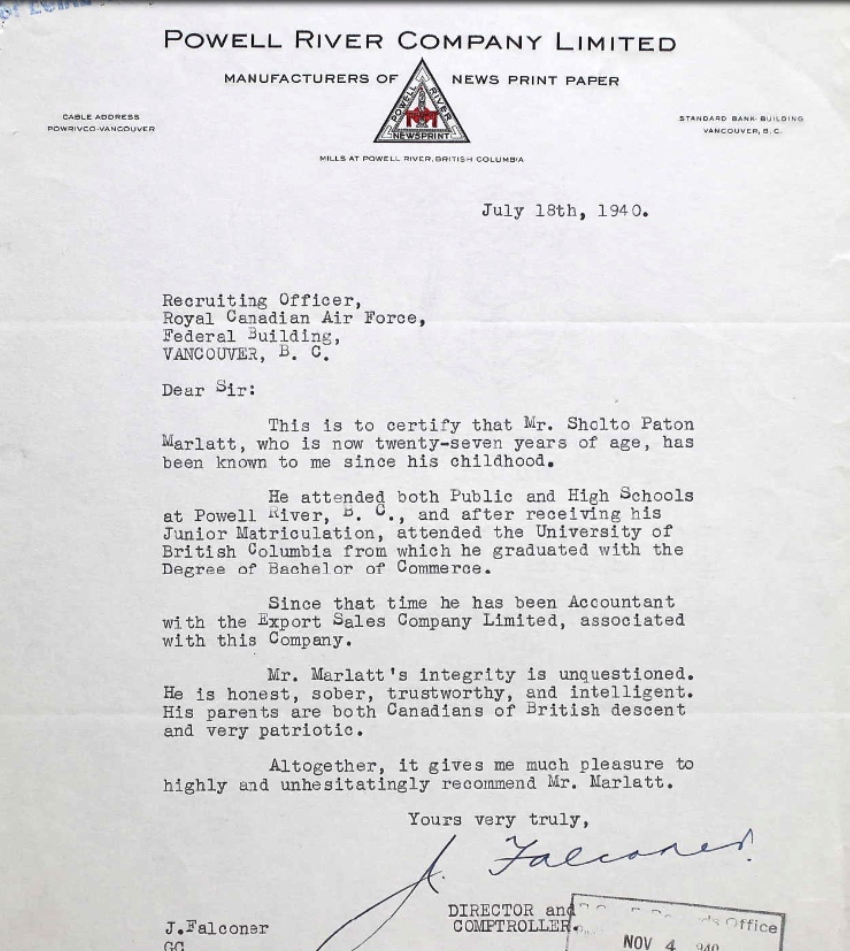 POWELL RIVER COMPANY LIMITED
MANUFACTURERS OF NEWS PRINT PAPER
POWELL RIVER
NEWSPRINT
CABLE ADDRESS
POWRIVCO-VANCOUVER
STANDARD BANK BUILDING
VANCOUVER, B.C.
MILLS AT POWELL RIVER, BRITISH COLUMBIA
July 18th, 1940.
Recruiting Officer,
Royal Canadian Air Force,
Federal Building,
VANCOUVER, B. C.
Dear Sir:
This is to certify that Mr. Sholto Paton
Marlatt, who is now twenty-seven years of age, has
been known to me since his childhood.
He attended both Public and High Schools
at Powell River, B. C., and after receiving his
Junior Matriculation, attended the University of
British Columbia from which he graduated with the
Degree of Bachelor of Commerce.
Since that time he has been Accountant
with the Export Sales Company Limited, associated
with this Company.
Mr. Marlatt's integrity is unquestioned.
He is honest, sober, trustworthy, and intelligent.
His parents are both Canadians of British descent
and very patriotic.
Altogether, it gives me much pleasure to
highly and unhesitatingly recommend Mr. Marlatt.
Yours very truly,
J. Falconer.
DIRECTOR and
COMPTROLLER.
J.Falconer
GC
Office
NOV 4 940